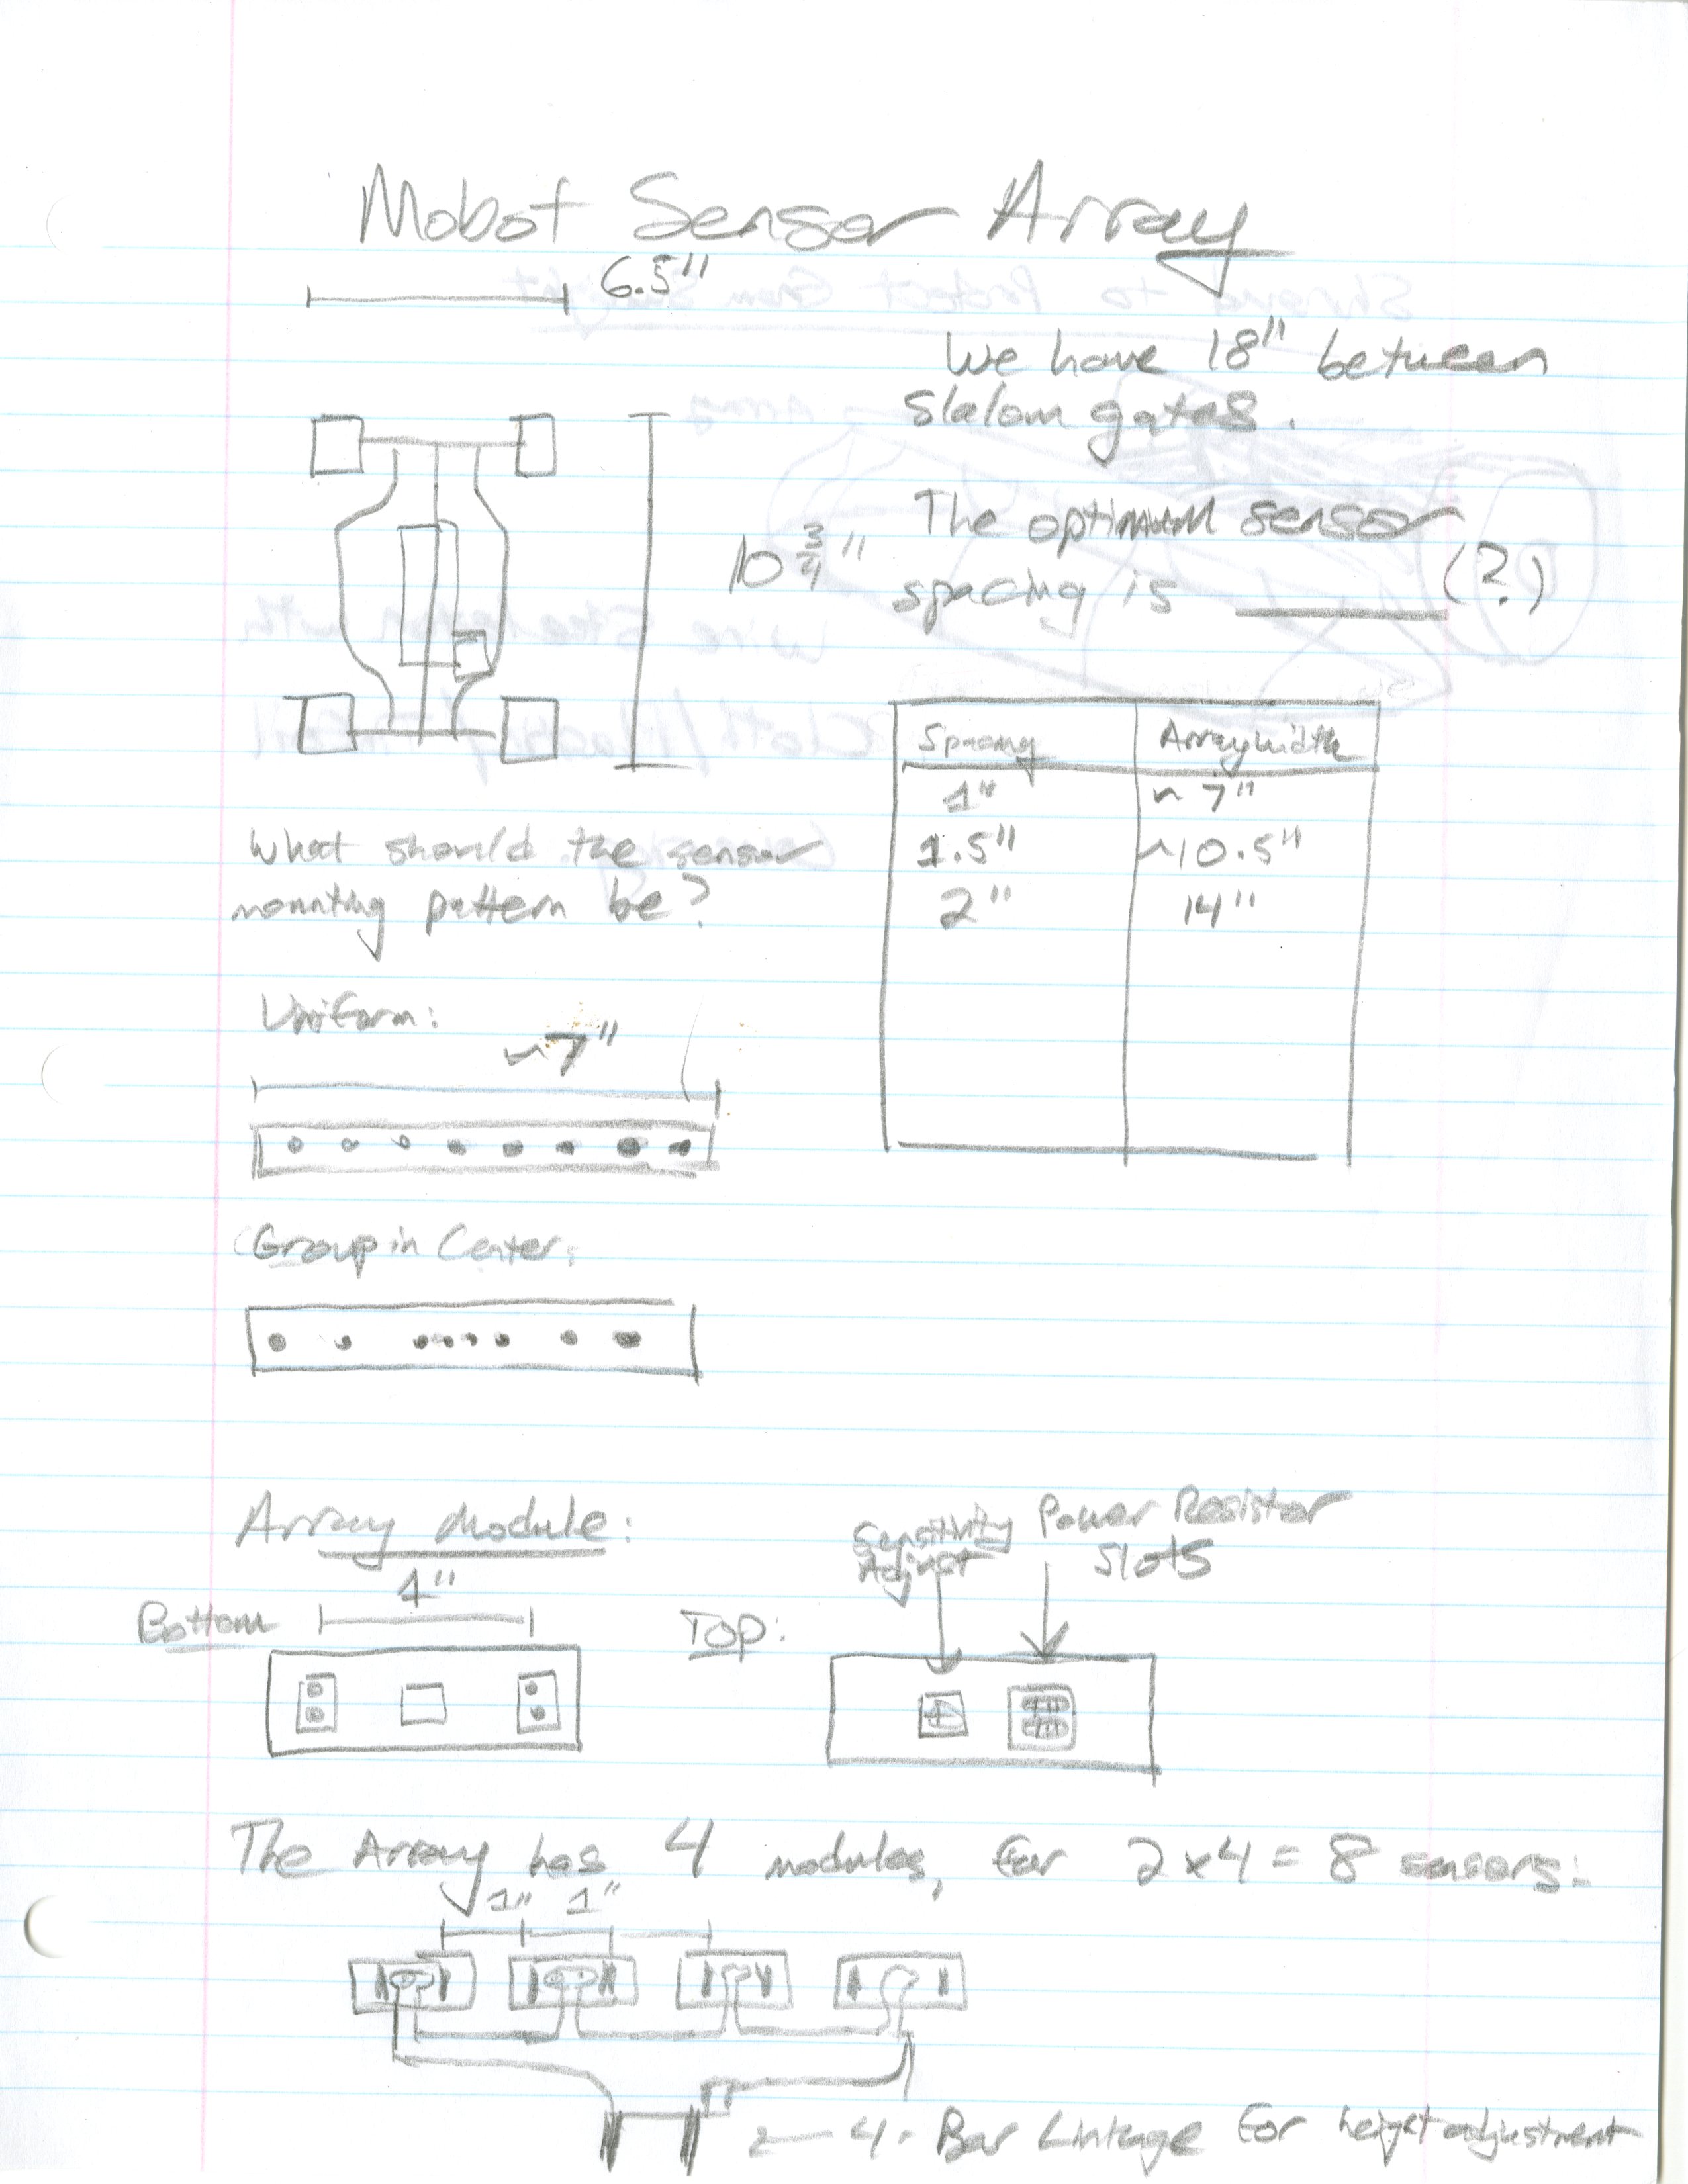 Mobot Sensor Array
6.5"
We have 18" between
slalom gates.
10 3/4"
The optimum sensor
spacing is ______ (?)
Spacing Array Width
1" ~ 7"
1.5" ~10.5"
2" 14"
What should the sensor
mounting pattern be?
Uniform:
~7"
Group in Center:
Array Module:
1"
Bottom
Sensitivity
Adjust
Power Resistor
Slots
Top:
The Array has 4 modules, for 2x4 = 8 sensors:
1" 1"
4-Bar Linkage for height adjustment